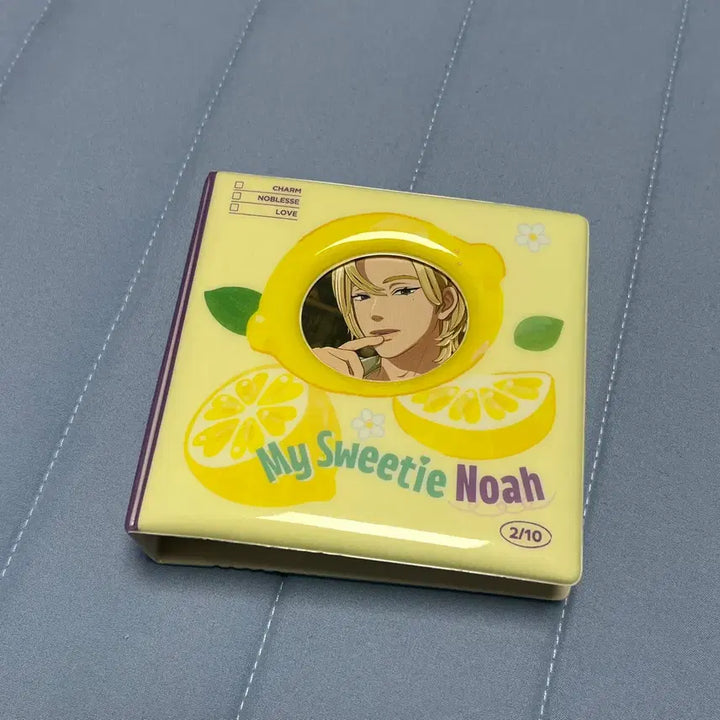 CHARM
NOBLESSE
LOVE
My Sweetie Noah
2/10